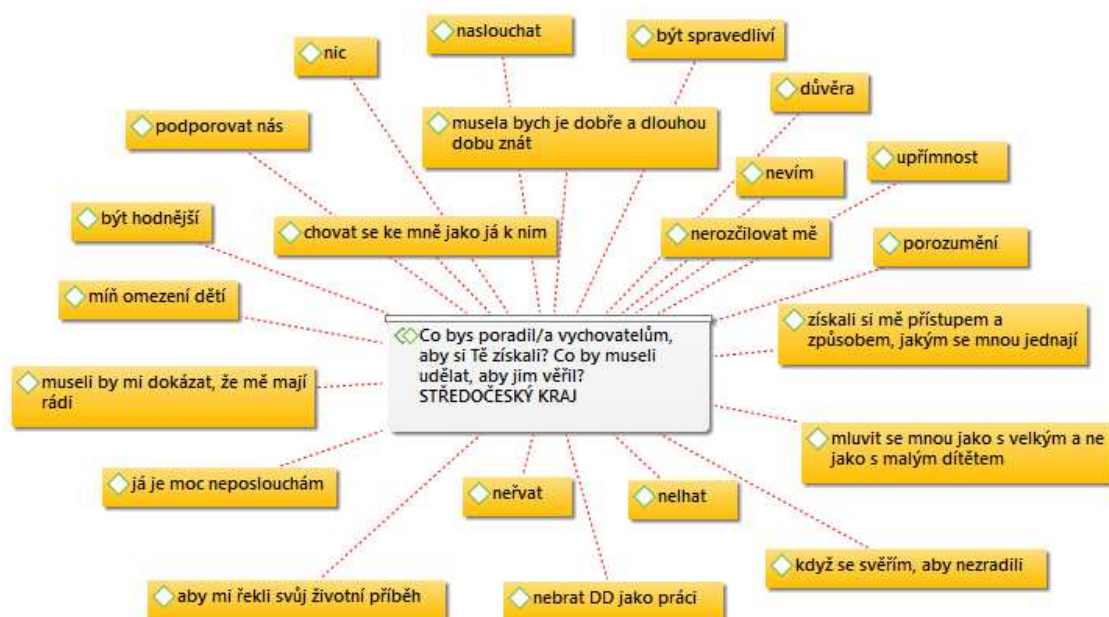 naslouchat
být spravedliví
nic
důvěra
podporovat nás
musela bych je dobře a dlouhou
dobu znát
upřímnost
nevím
být hodnější
chovat se ke mně jako já k nim
nerozčilovat mě
porozumění
míň omezení dětí
získali si mě přístupem a
způsobem, jakým se mnou jednají
Co bys poradil/a vychovatelům,
aby si Tě získali? Co by museli
udělat, aby jim věřil?
STŘEDOČESKÝ KRAJ
museli by mi dokázat, že mě mají
rádi
mluvit se mnou jako s velkým a ne
jako s malým dítětem
já je moc neposlouchám
neřvat
nelhat
když se svěřím, aby nezradili
aby mi řekli svůj životní příběh
nebrat DD jako práci